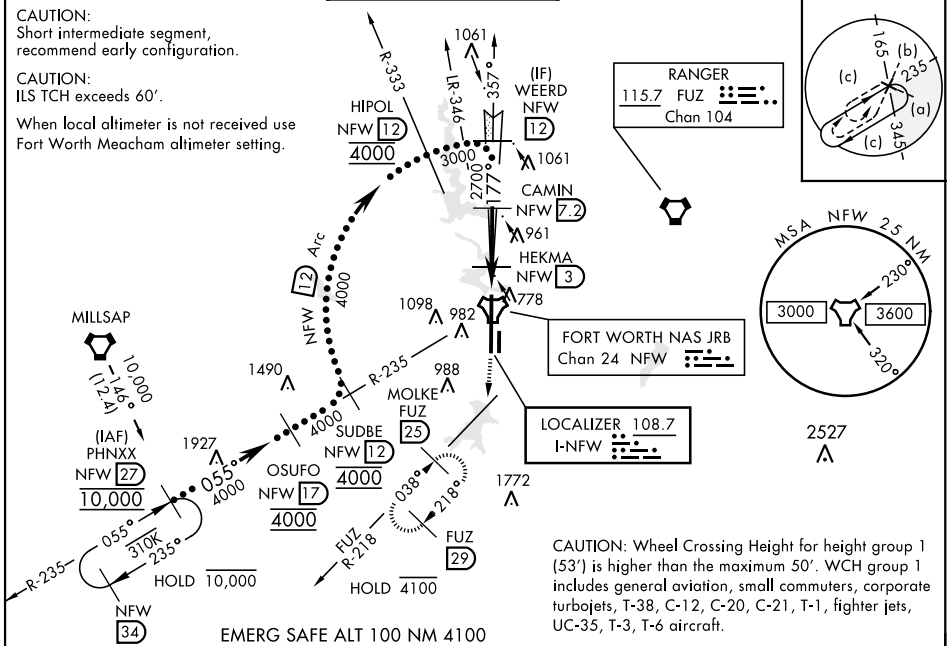 CAUTION:
Short intermediate segment,
recommend early configuration.
CAUTION:
ILS TCH exceeds 60'.
When local altimeter is not received use
Fort Worth Meacham altimeter setting.
R-333
LR-346
1061
357°
(IF)
WEERD
NFW
12
HIPOL
NFW 12
4000
3000
2700
177°
1061
CAMIN
NFW 7.2
961
HEKMA
NFW 3
778
RANGER
115.7 FUZ
Chan 104
165
(b)
235
(c)
(a)
(c)
345
MSA NFW 25 NM
230°
3000
3600
320°
NFW 12 Arc
4000
1098
982
FORT WORTH NAS JRB
Chan 24 NFW
MILLSAP
10,000
146°
(12.4)
1490
R-235
988
LOCALIZER 108.7
I-NFW
2527
(IAF)
PHNXX
NFW 27
10,000
1927
055°
4000
4000
SUDBE
NFW 12
4000
OSUFO
NFW 17
4000
MOLKE
FUZ
25
1772
038°
218°
FUZ
R-218
FUZ
29
HOLD 4100
R-235
055°
310K
235°
HOLD 10,000
NFW
34
EMERG SAFE ALT 100 NM 4100
CAUTION: Wheel Crossing Height for height group 1
(53') is higher than the maximum 50'. WCH group 1
includes general aviation, small commuters, corporate
turbojets, T-38, C-12, C-20, C-21, T-1, fighter jets,
UC-35, T-3, T-6 aircraft.